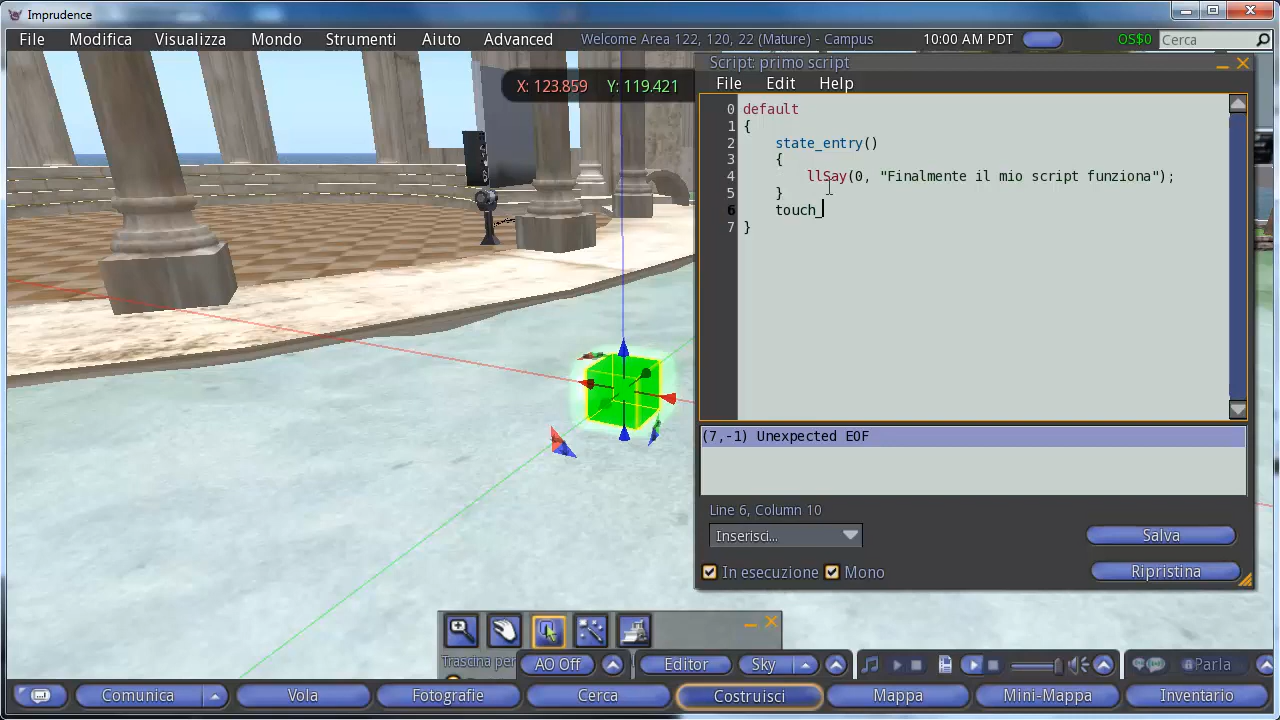 Imprudence
File Modifica Visualizza Mondo Strumenti Aiuto Advanced Welcome Area 122, 120, 22 (Mature) - Campus 10:00 AM PDT OS$0 Cerca
X: 123.859 Y: 119.421
Script: primo script
File Edit Help
0 default
1 {
2 state_entry()
3 {
4 llSay(0, "Finalmente il mio script funziona");
5 }
6 touch_
7 }
(7,-1) Unexpected EOF
Line 6, Column 10
Inserisci... Salva
In esecuzione Mono Ripristina
Trascina per
AO Off Editor Sky Parla
Comunica Vola Fotografie Cerca Costruisci Mappa Mini-Mappa Inventario